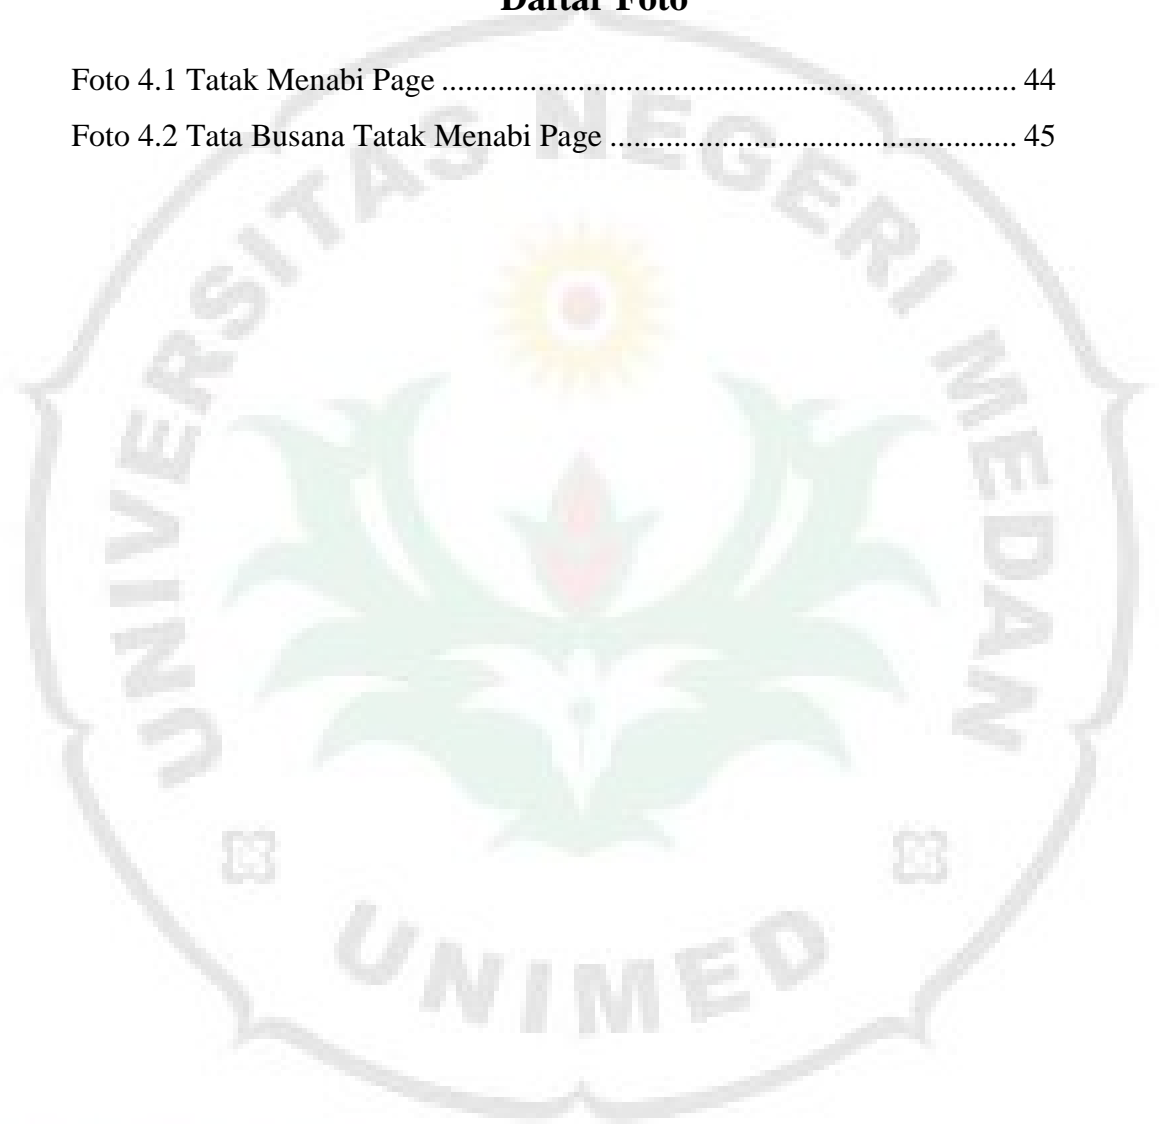 Daftar Foto
Foto 4.1 Tatak Menabi Page ........................................................................ 44
Foto 4.2 Tata Busana Tatak Menabi Page ................................................... 45
UNIVERSITAS NEGERI MEDAN
UNIMED